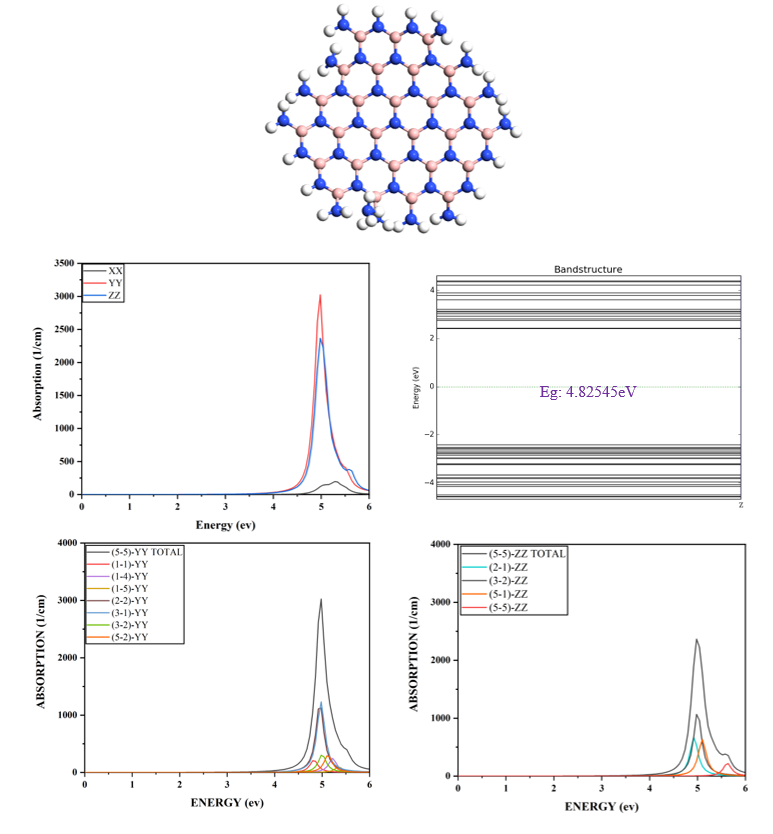 3500
3000
2500
2000
1500
1000
500
0
XX
YY
ZZ
Absorption (1/cm)
0 1 2 3 4 5 6
Energy (ev)
Bandstructure
4
2
0
−2
−4
Energy (eV)
Eg: 4.82545eV
Z
4000
3000
2000
1000
0
(5-5)-YY TOTAL
(1-1)-YY
(1-4)-YY
(1-5)-YY
(2-2)-YY
(3-1)-YY
(3-2)-YY
(5-2)-YY
ABSORPTION (1/cm)
0 1 2 3 4 5 6
ENERGY (ev)
4000
3000
2000
1000
0
(5-5)-ZZ TOTAL
(2-1)-ZZ
(3-2)-ZZ
(5-1)-ZZ
(5-5)-ZZ
ABSORPTION (1/cm)
0 1 2 3 4 5 6
ENERGY (ev)